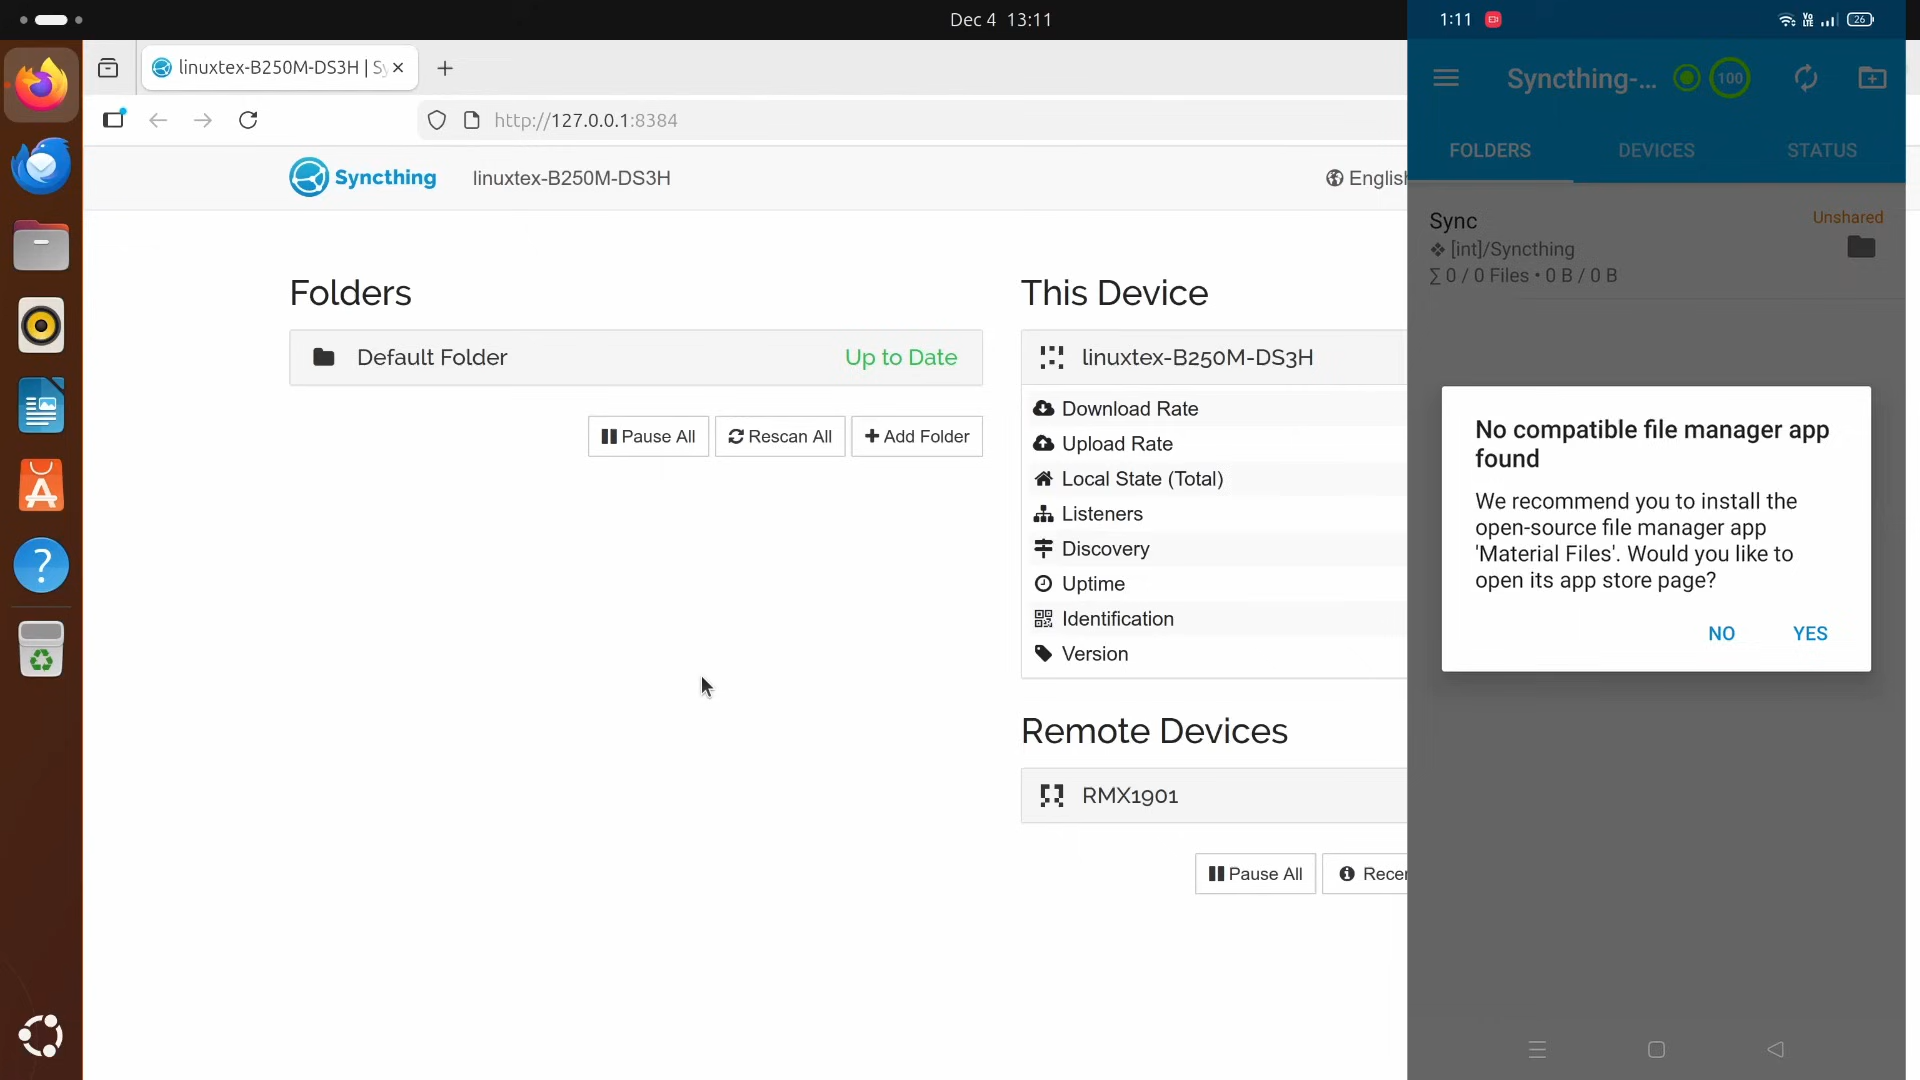 Dec 4 13:11
linuxtex-B250M-DS3H | Sy
http://127.0.0.1:8384
Syncthing
linuxtex-B250M-DS3H
English
Folders
Default Folder
Up to Date
Pause All
Rescan All
Add Folder
This Device
linuxtex-B250M-DS3H
Download Rate
Upload Rate
Local State (Total)
Listeners
Discovery
Uptime
Identification
Version
Remote Devices
RMX1901
Pause All
Recen
1:11
Vo LTE
26
Syncthing-...
100
FOLDERS
DEVICES
STATUS
Sync
Unshared
❖ [int]/Syncthing
∑ 0 / 0 Files • 0 B / 0 B
No compatible file manager app
found
We recommend you to install the
open-source file manager app
'Material Files'. Would you like to
open its app store page?
NO
YES